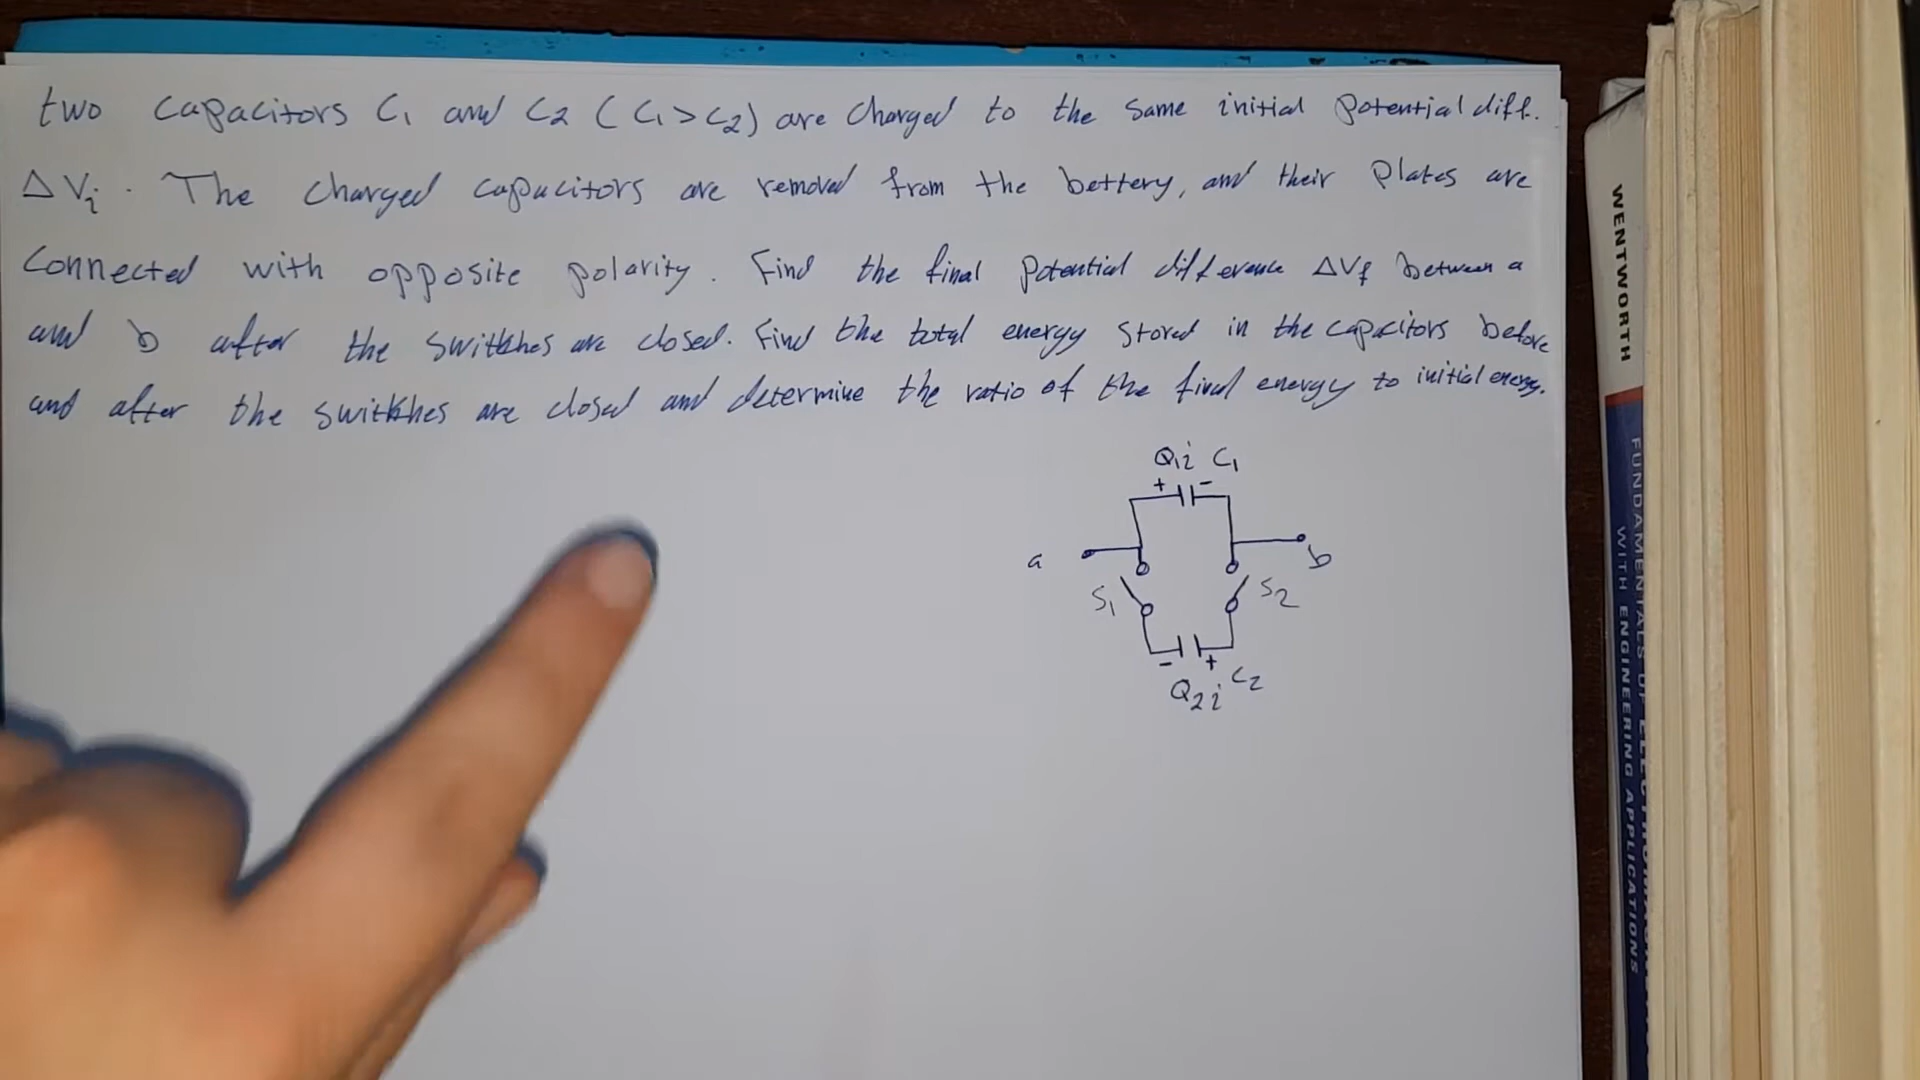 two capacitors C1 and C2 (C1>C2) are charged to the same initial potential diff.
ΔVi. The charged capacitors are removed from the bettery, and their plates are
Connected with opposite polarity. Find the final potential difference ΔVf between a
and b after the switches are closed. Find the total energy stored in the capacitors before
and after the switches are closed and determine the ratio of the final energy to initial energy.
Q1i C1
+ -
a b
S1 S2
- +
Q2i C2
WENTWORTH
FUNDAMENTALS OF
WITH ENGINEERING APPLICATIONS